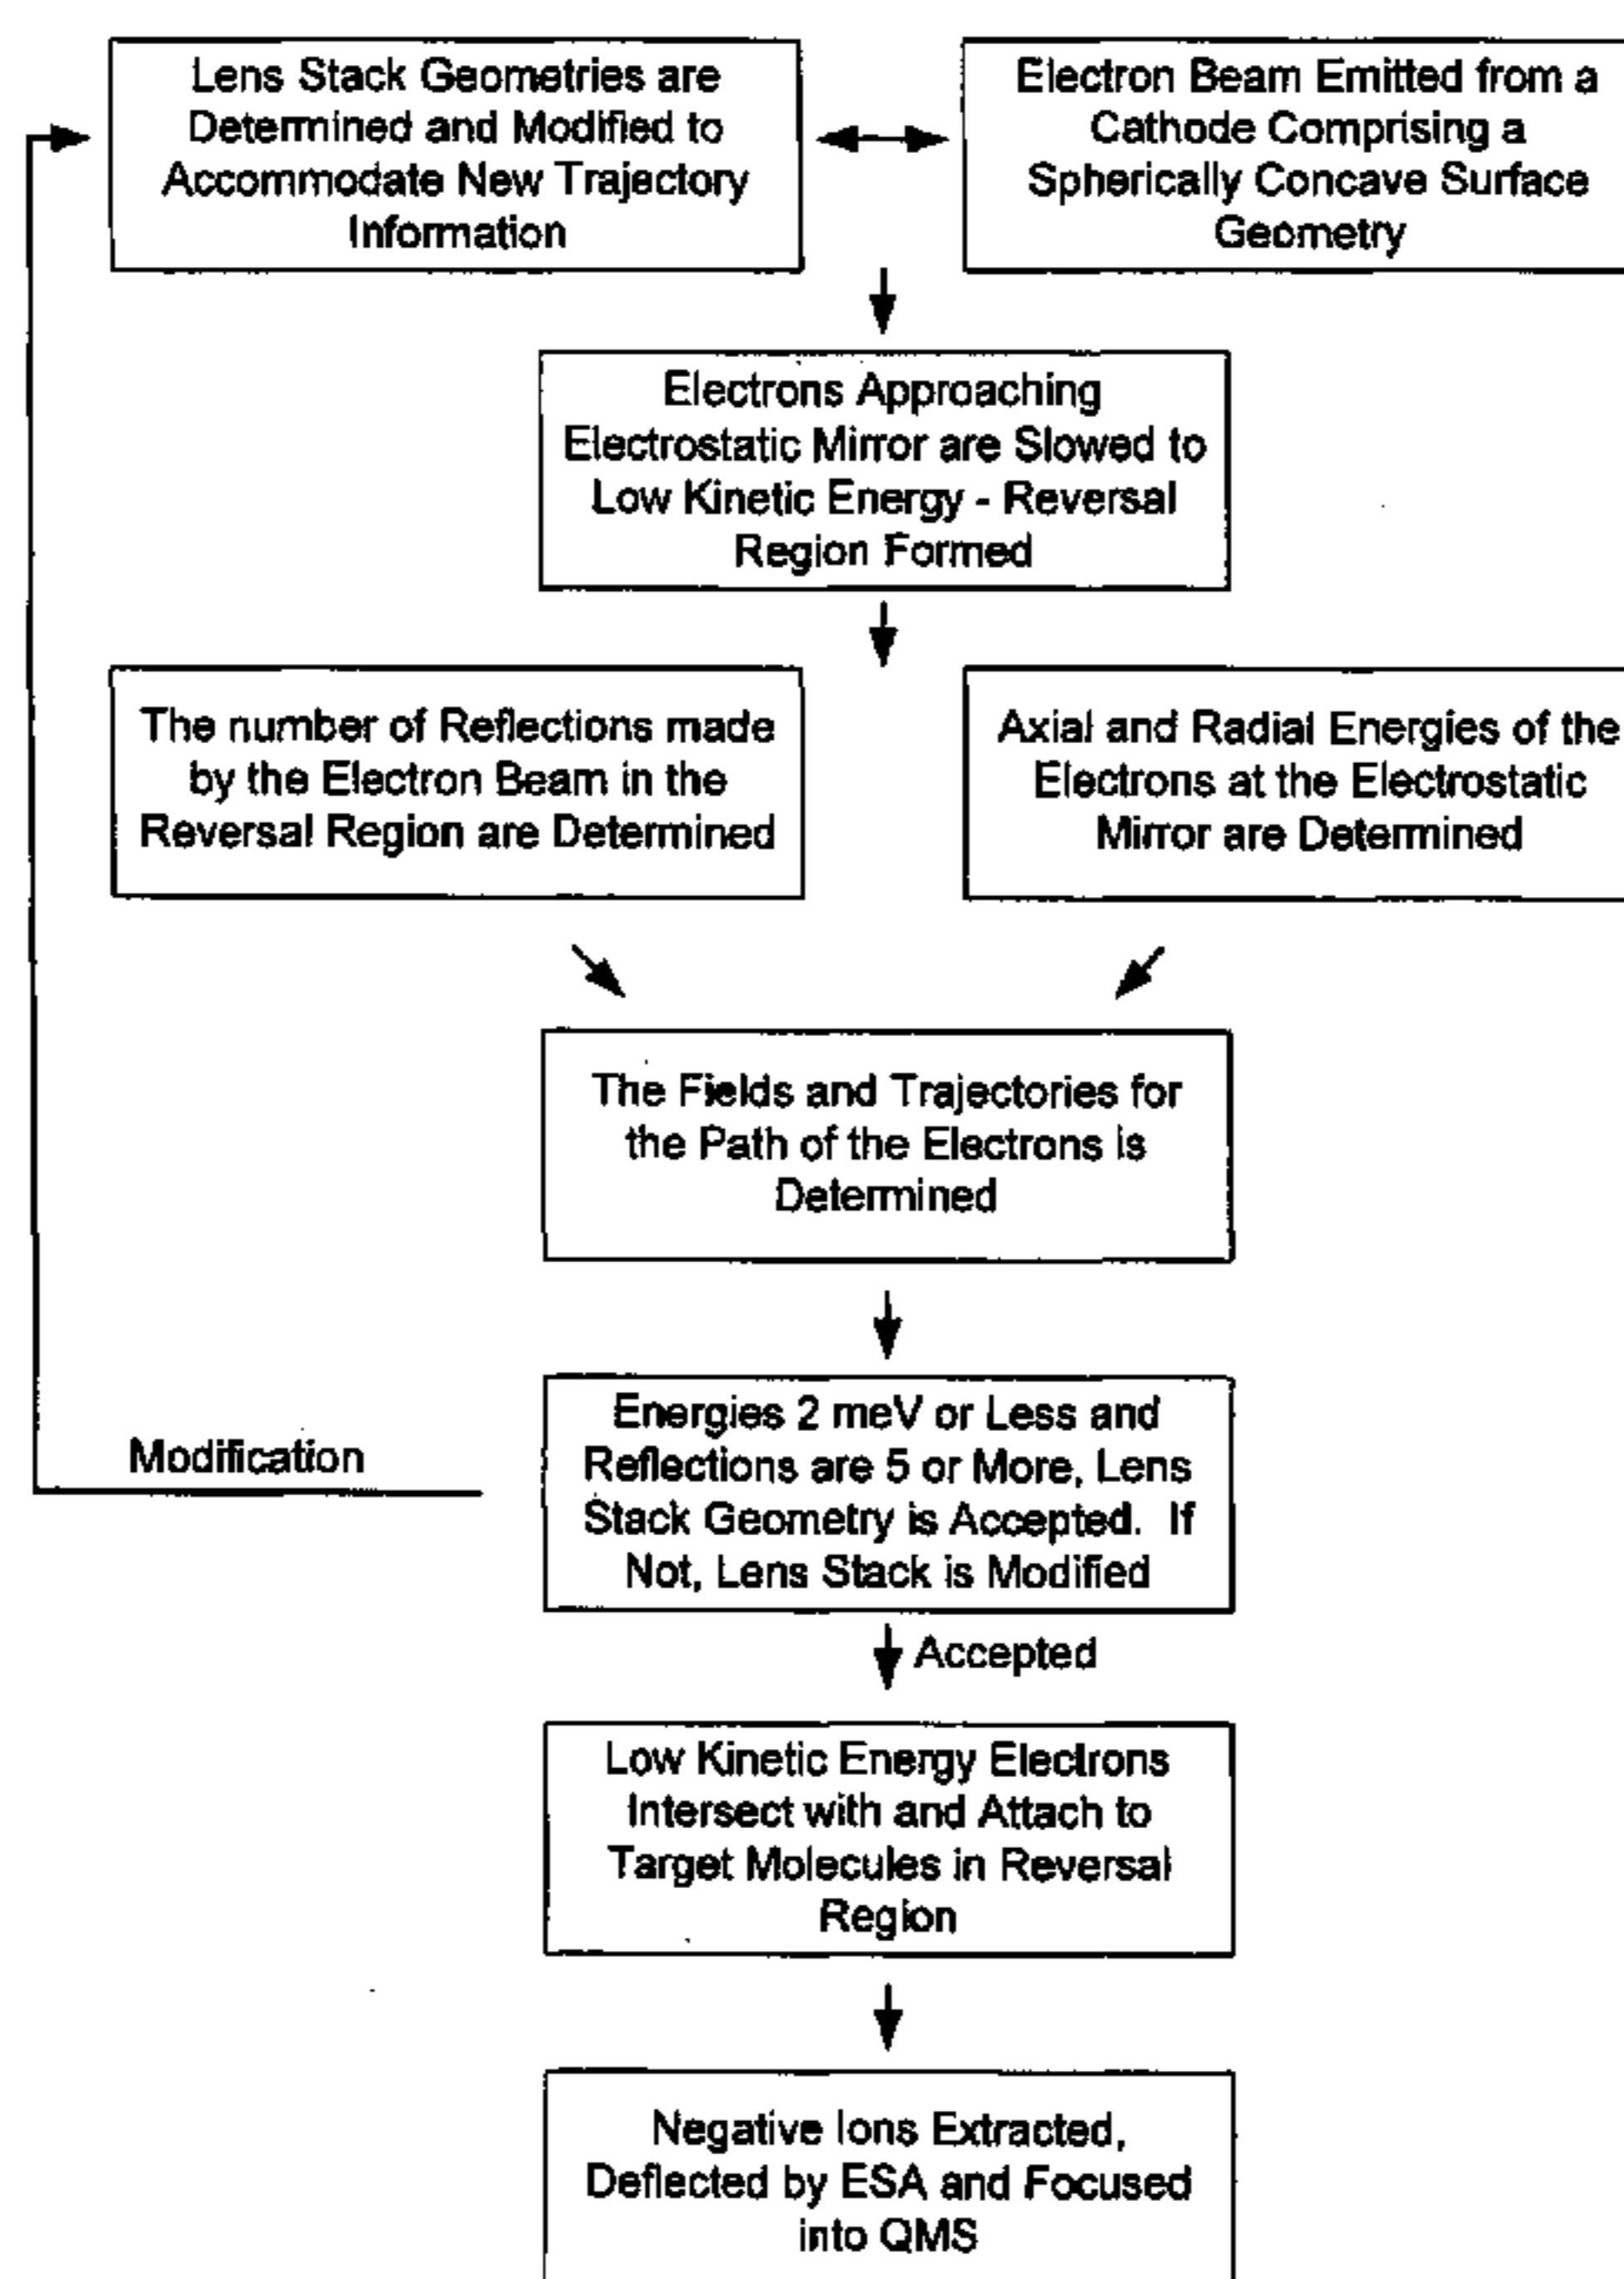 Lens Stack Geometries are
Determined and Modified to
Accommodate New Trajectory
Information
Electron Beam Emitted from a
Cathode Comprising a
Spherically Concave Surface
Geometry
Electrons Approaching
Electrostatic Mirror are Slowed to
Low Kinetic Energy - Reversal
Region Formed
The number of Reflections made
by the Electron Beam in the
Reversal Region are Determined
Axial and Radial Energies of the
Electrons at the Electrostatic
Mirror are Determined
The Fields and Trajectories for
the Path of the Electrons is
Determined
Modification
Energies 2 meV or Less and
Reflections are 5 or More, Lens
Stack Geometry is Accepted. If
Not, Lens Stack is Modified
Accepted
Low Kinetic Energy Electrons
Intersect with and Attach to
Target Molecules in Reversal
Region
Negative Ions Extracted,
Deflected by ESA and Focused
into QMS